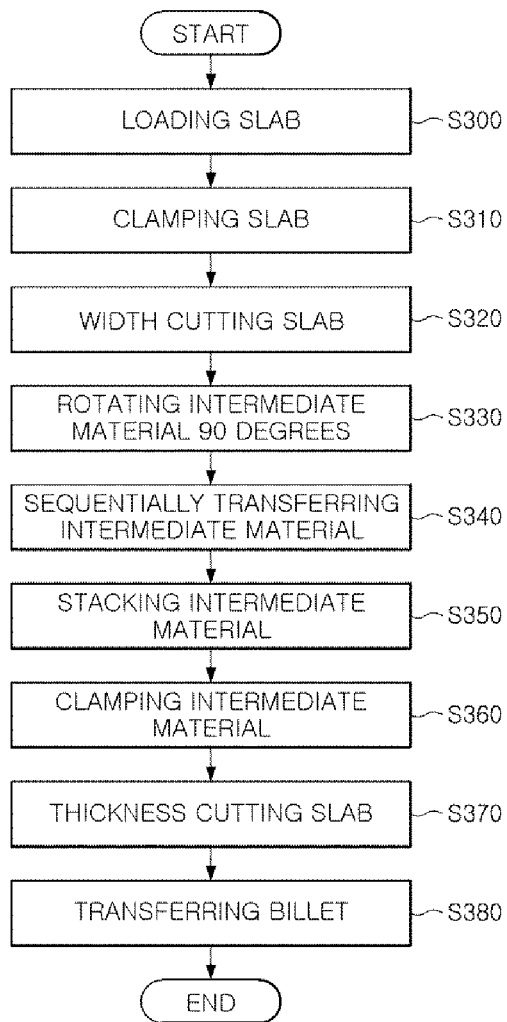 START
LOADING SLAB
S300
CLAMPING SLAB
S310
WIDTH CUTTING SLAB
S320
ROTATING INTERMEDIATE
MATERIAL 90 DEGREES
S330
SEQUENTIALLY TRANSFERRING
INTERMEDIATE MATERIAL
S340
STACKING INTERMEDIATE
MATERIAL
S350
CLAMPING INTERMEDIATE
MATERIAL
S360
THICKNESS CUTTING SLAB
S370
TRANSFERRING BILLET
S380
END